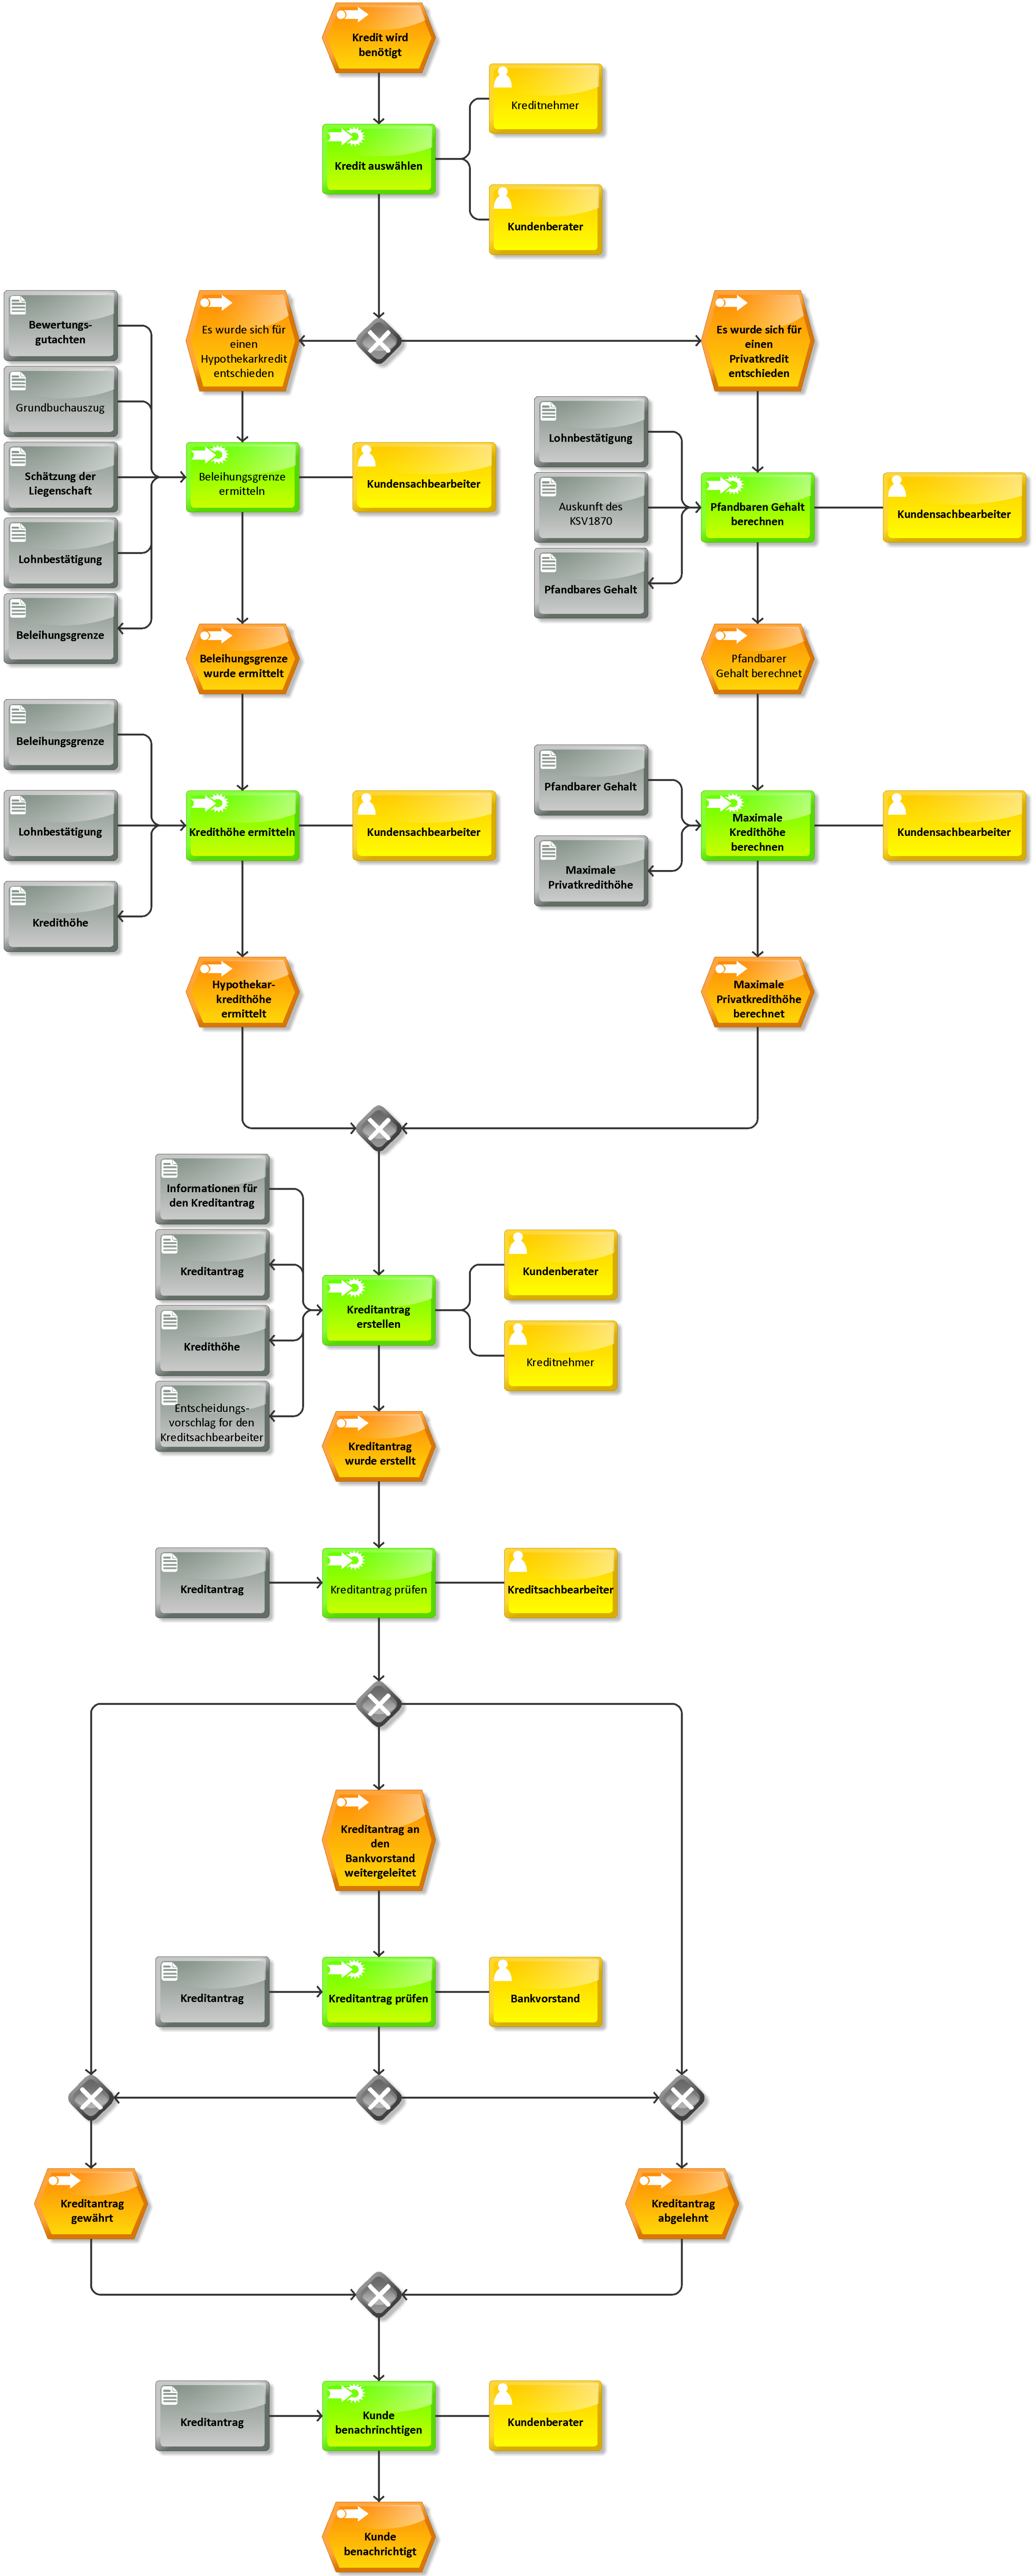 Kredit wird
benötigt
Kreditnehmer
Kredit auswählen
Kundenberater
Bewertungs-
gutachten
Es wurde sich für
einen
Hypothekarkredit
entschieden
Es wurde sich für
einen
Privatkredit
entschieden
Grundbuchauszug
Lohnbestätigung
Schätzung der
Liegenschaft
Beleihungsgrenze
ermitteln
Kundensachbearbeiter
Auskunft des
KSV1870
Pfandbaren Gehalt
berechnen
Kundensachbearbeiter
Lohnbestätigung
Pfandbares Gehalt
Beleihungsgrenze
Beleihungsgrenze
wurde ermittelt
Pfandbarer
Gehalt berechnet
Beleihungsgrenze
Pfandbarer Gehalt
Lohnbestätigung
Kredithöhe ermitteln
Kundensachbearbeiter
Maximale
Kredithöhe
berechnen
Kundensachbearbeiter
Maximale
Privatkredithöhe
Kredithöhe
Hypothekar-
kredithöhe
ermittelt
Maximale
Privatkredithöhe
berechnet
Informationen für
den Kreditantrag
Kreditantrag
Kundenberater
Kreditantrag
erstellen
Kredithöhe
Kreditnehmer
Entscheidungs-
vorschlag for den
Kreditsachbearbeiter
Kreditantrag
wurde erstellt
Kreditantrag
Kreditantrag prüfen
Kreditsachbearbeiter
Kreditantrag an
den
Bankvorstand
weitergeleitet
Kreditantrag
Kreditantrag prüfen
Bankvorstand
Kreditantrag
gewährt
Kreditantrag
abgelehnt
Kreditantrag
Kunde
benachrinchtigen
Kundenberater
Kunde
benachrichtigt